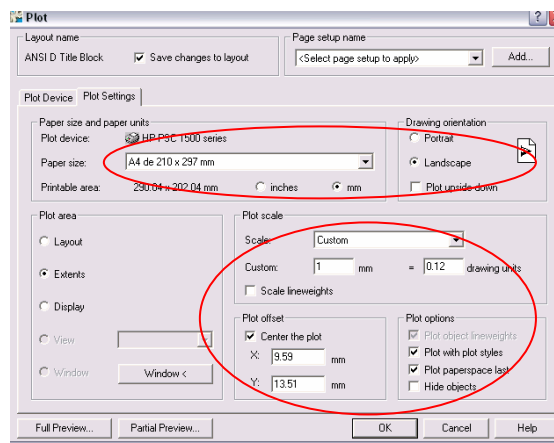 Plot
Layout name
ANSI D Title Block
Save changes to layout
Page setup name
<Select page setup to apply>
Add...
Plot Device
Plot Settings
Paper size and paper units
Plot device: HP PSC 1500 series
Paper size: A4 de 210 x 297 mm
Printable area: 290.04 x 202.04 mm inches mm
Drawing orientation
Portrait
Landscape
Plot upside down
Plot area
Layout
Extents
Display
View
Window
Window <
Plot scale
Scale: Custom
Custom: 1 mm = 0.12 drawing units
Scale lineweights
Plot offset
Center the plot
X: 9.59 mm
Y: 13.51 mm
Plot options
Plot object lineweights
Plot with plot styles
Plot paperspace last
Hide objects
Full Preview...
Partial Preview...
OK
Cancel
Help